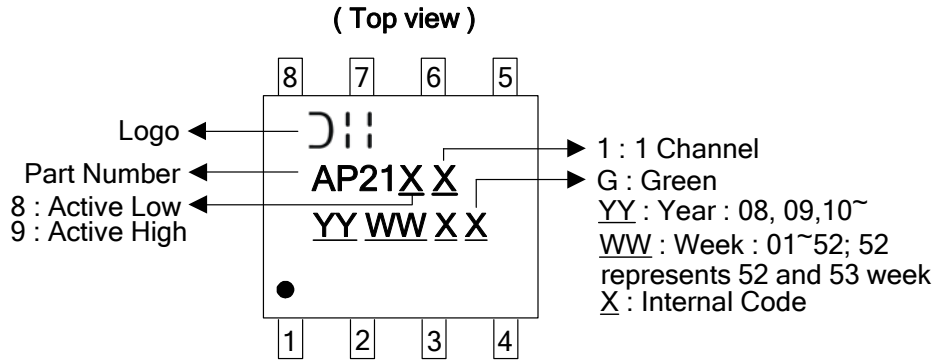 ( Top view )
8 7 6 5
Logo
Part Number
8 : Active Low
9 : Active High
AP21X X
YY WW X X
1 : 1 Channel
G : Green
YY : Year : 08, 09,10~
WW : Week : 01~52; 52
represents 52 and 53 week
X : Internal Code
1 2 3 4